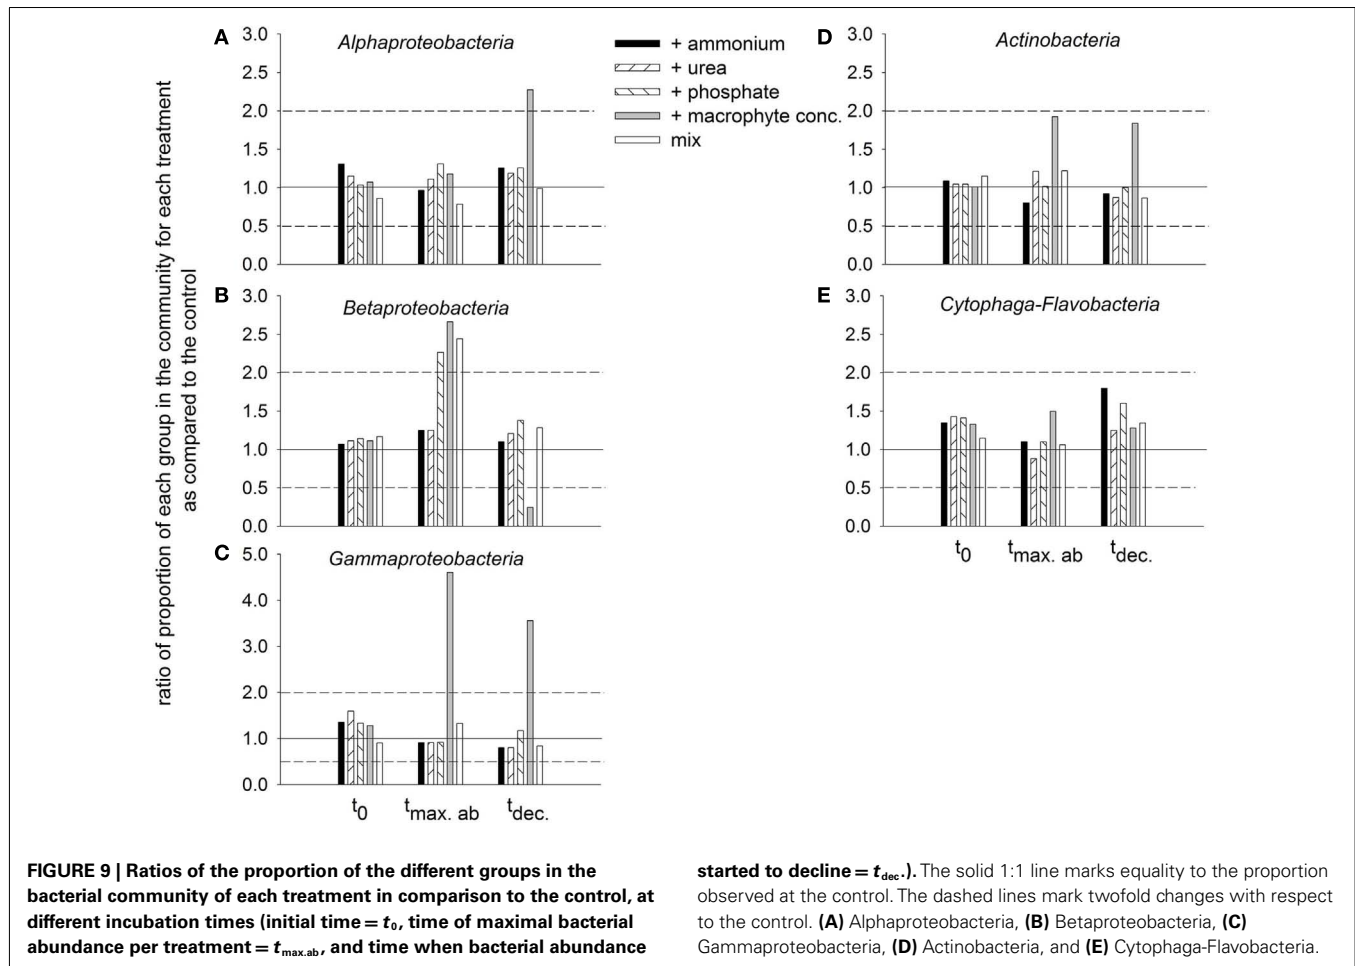 ratio of proportion of each group in the community for each treatment
as compared to the control
A
Alphaproteobacteria
3.0
2.5
2.0
1.5
1.0
0.5
0.0
+ ammonium
+ urea
+ phosphate
+ macrophyte conc.
mix
D
Actinobacteria
3.0
2.5
2.0
1.5
1.0
0.5
0.0
B
Betaproteobacteria
3.0
2.5
2.0
1.5
1.0
0.5
0.0
E
Cytophaga-Flavobacteria
3.0
2.5
2.0
1.5
1.0
0.5
0.0
t0 tmax. ab tdec.
C
Gammaproteobacteria
5.0
4.0
3.0
2.0
1.0
0.0
t0 tmax. ab tdec.
FIGURE 9 | Ratios of the proportion of the different groups in the
bacterial community of each treatment in comparison to the control, at
different incubation times (initial time = t0, time of maximal bacterial
abundance per treatment = tmax.ab, and time when bacterial abundance
started to decline = tdec.). The solid 1:1 line marks equality to the proportion
observed at the control. The dashed lines mark twofold changes with respect
to the control. (A) Alphaproteobacteria, (B) Betaproteobacteria, (C)
Gammaproteobacteria, (D) Actinobacteria, and (E) Cytophaga-Flavobacteria.